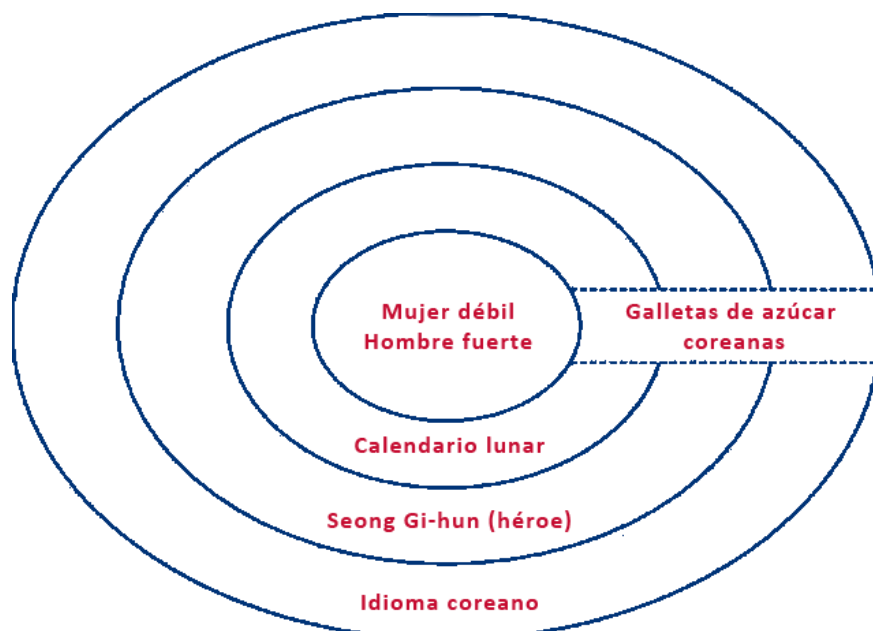 Mujer débil
Hombre fuerte
Galletas de azúcar
coreanas
Calendario lunar
Seong Gi-hun (héroe)
Idioma coreano